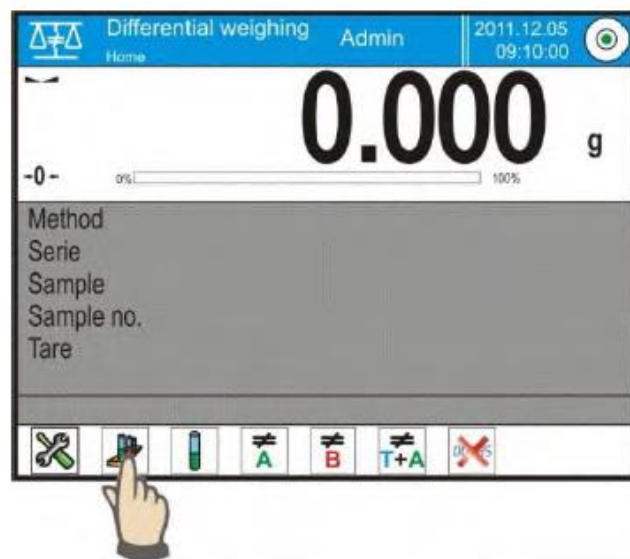 Differential weighing
Home
Admin
2011.12.05
09:10:00
0.000 g
-0-
0%
100%
Method
Serie
Sample
Sample no.
Tare
≠
A
≠
B
≠
T+A